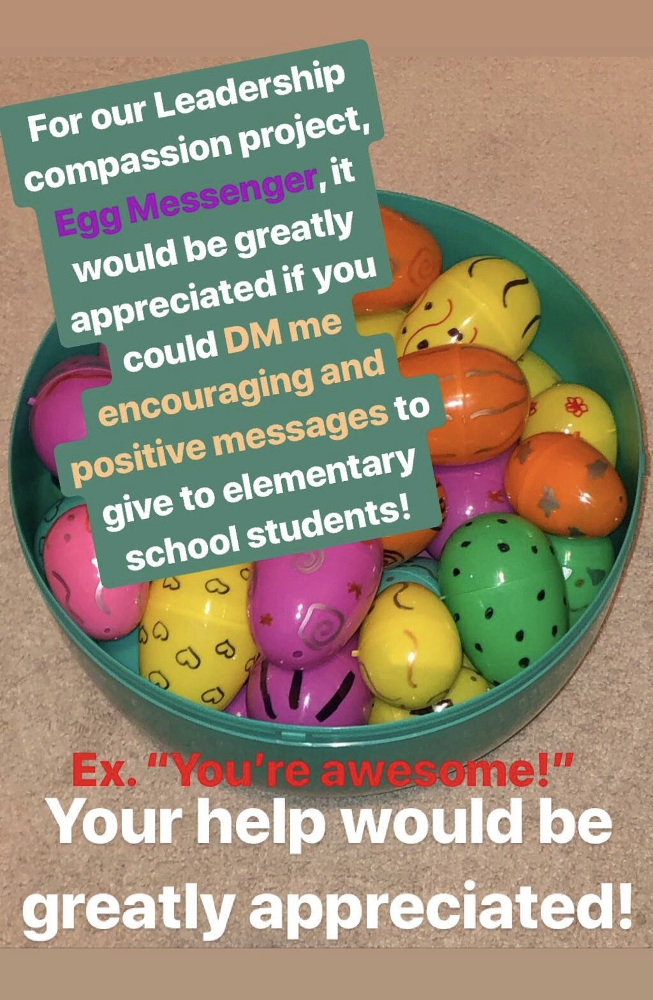 For our Leadership
compassion project,
Egg Messenger, it
would be greatly
appreciated if you
could DM me
encouraging and
positive messages to
give to elementary
school students!
Ex. "You're awesome!"
Your help would be
greatly appreciated!